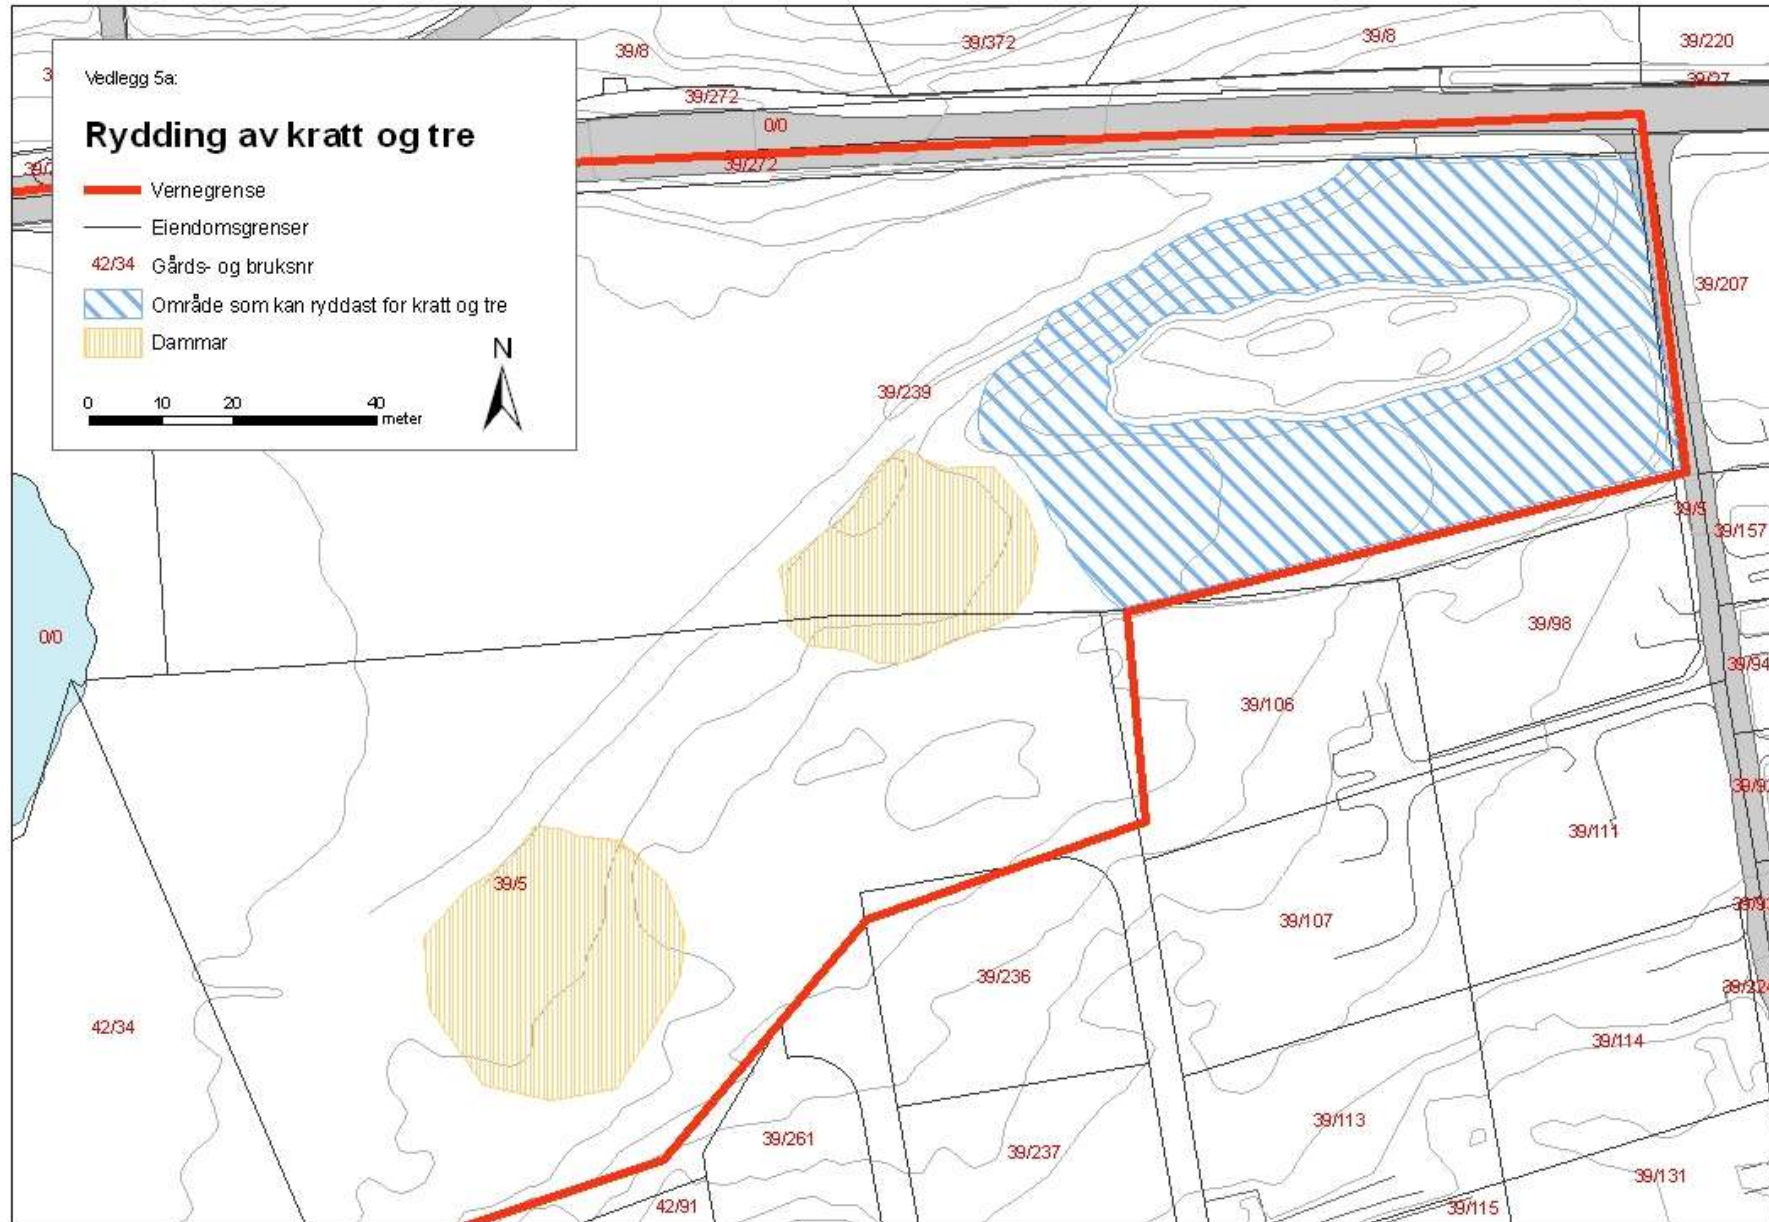 Vedlegg 5a:
Rydding av kratt og tre
Vernegrense
Eiendomsgrenser
42/34 Gårds- og bruksnr
Område som kan ryddast for kratt og tre
Dammar
N
0 10 20 40
meter
39/8
39/372
39/8
39/220
39/27
39/272
0/0
39/272
39/207
39/239
39/5
39/157
0/0
39/98
39/94
39/106
39/111
39/5
39/107
39/236
39/224
42/34
39/114
39/113
39/261
39/237
39/131
42/91
39/115